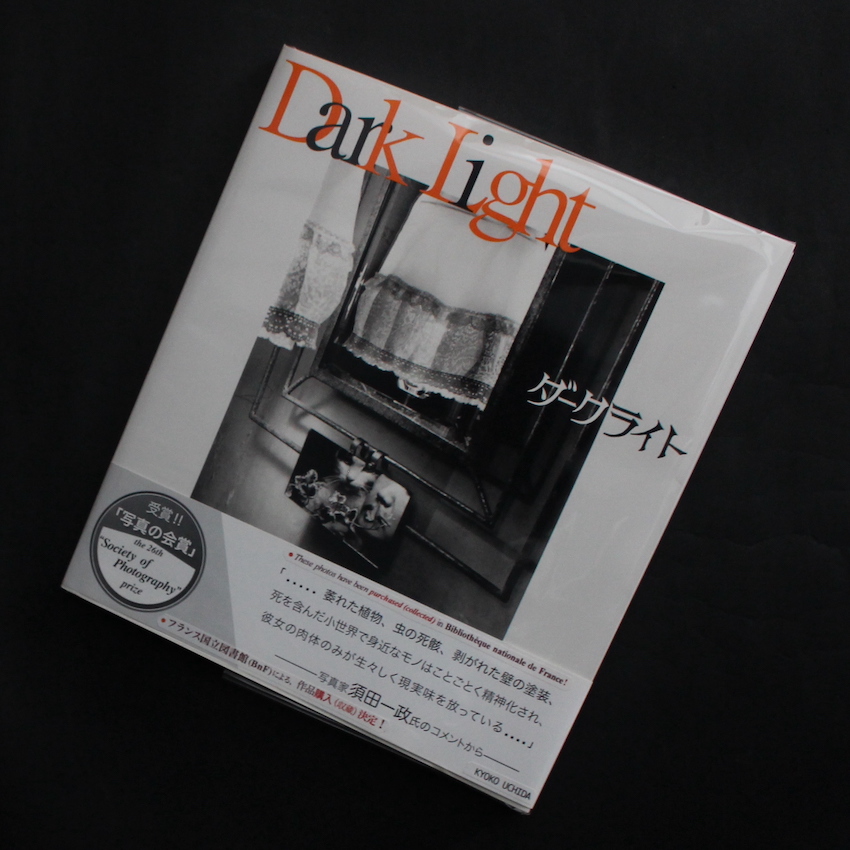 Dark Light
ダークライト
受賞!!
「写真の会賞」
the 26th
"Society of
Photography"
prize
• These photos have been purchased (collected) in Bibliothèque nationale de France!
「‥‥‥ 萎れた植物、虫の死骸、剥がれた壁の塗装、
死を含んだ小世界で身近なモノはことごとく精神化され、
彼女の肉体のみが生々しく現実味を放っている‥‥」
───写真家 須田一政氏のコメントから───
• フランス国立図書館(BnF)による、作品購入(収蔵)決定!
KYOKO UCHIDA